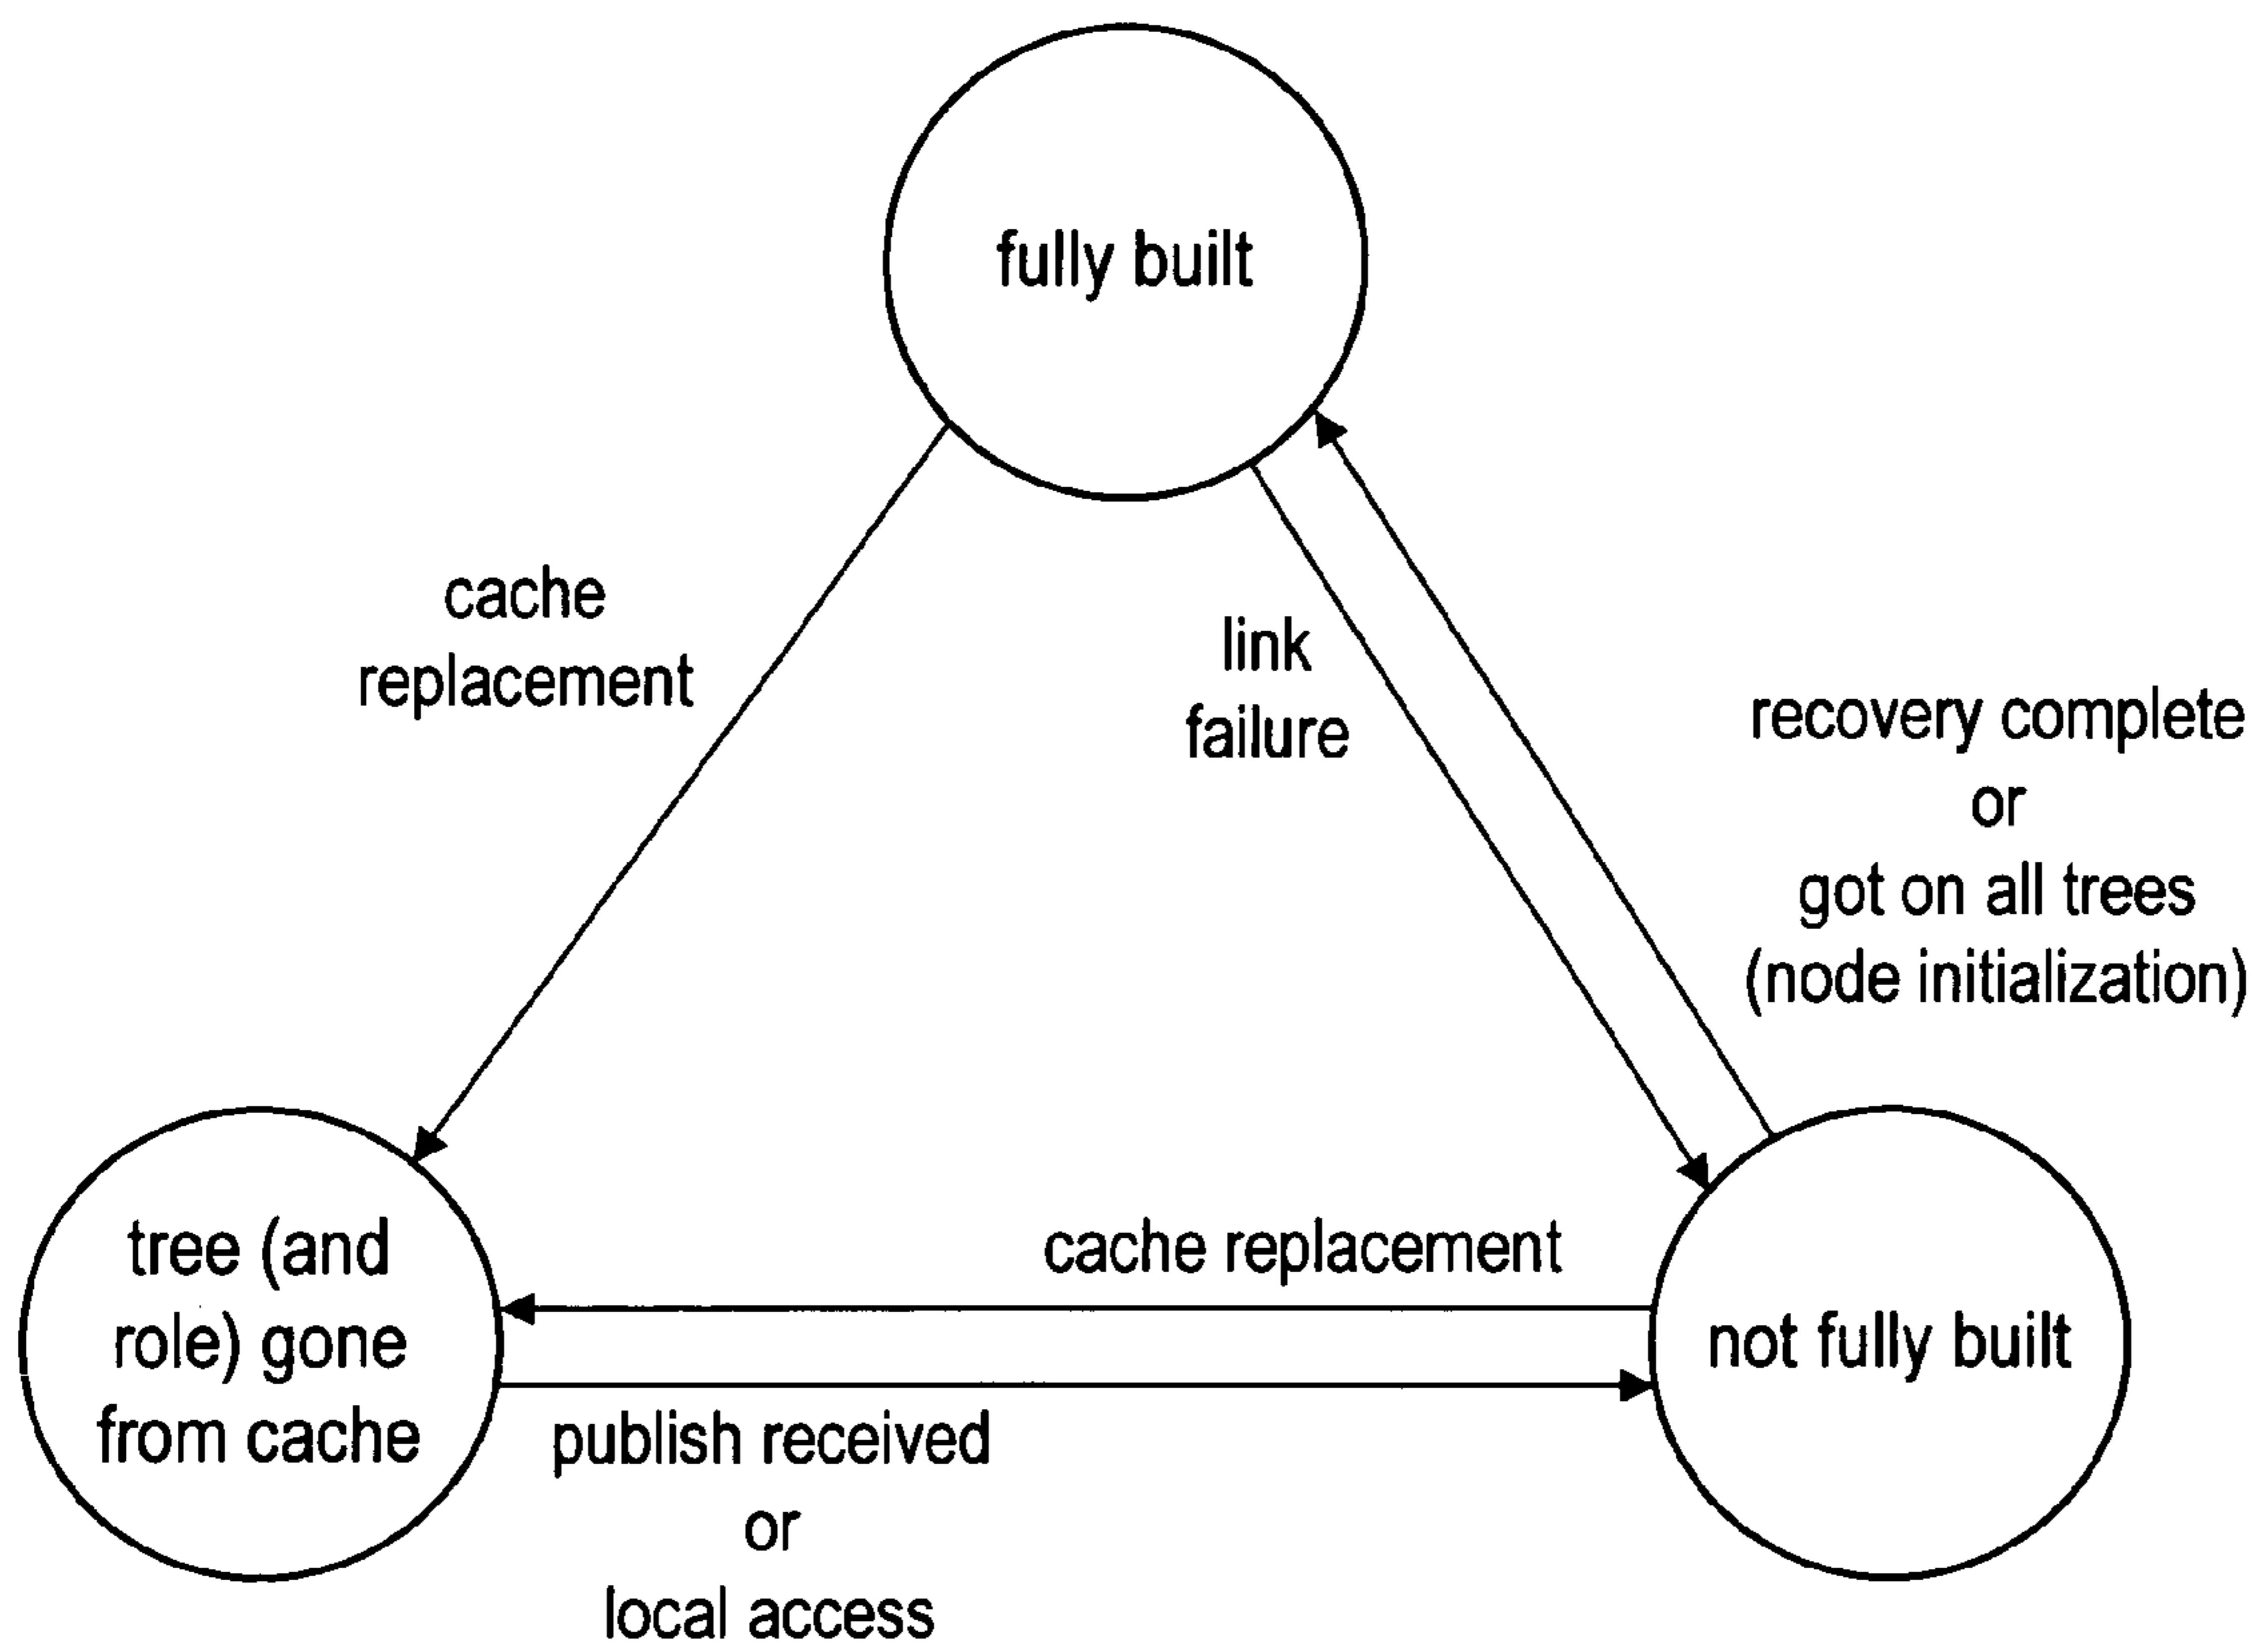 fully built
cache
replacement
link
failure
recovery complete
or
got on all trees
(node initialization)
tree (and
role) gone
from cache
cache replacement
not fully built
publish received
or
local access